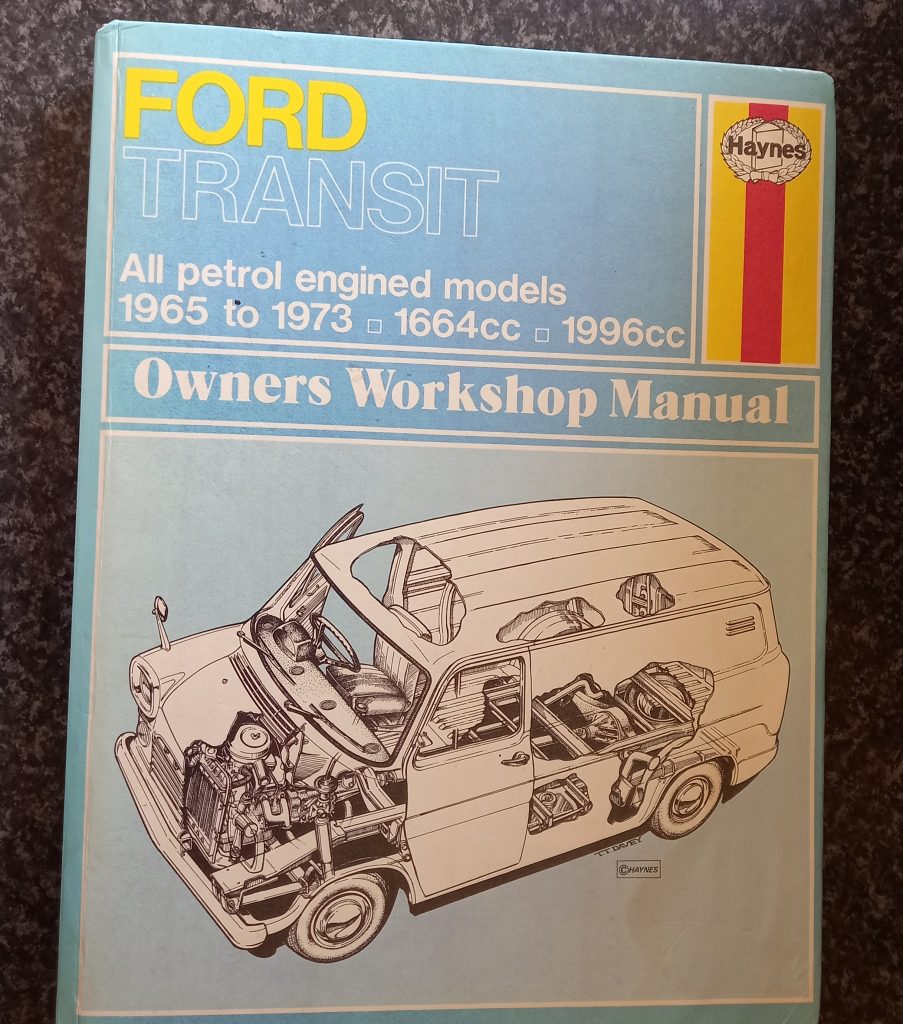 FORD
TRANSIT
Haynes
All petrol engined models
1965 to 1973 □ 1664cc □ 1996cc
Owners Workshop Manual
T.T DAVEY
©HAYNES